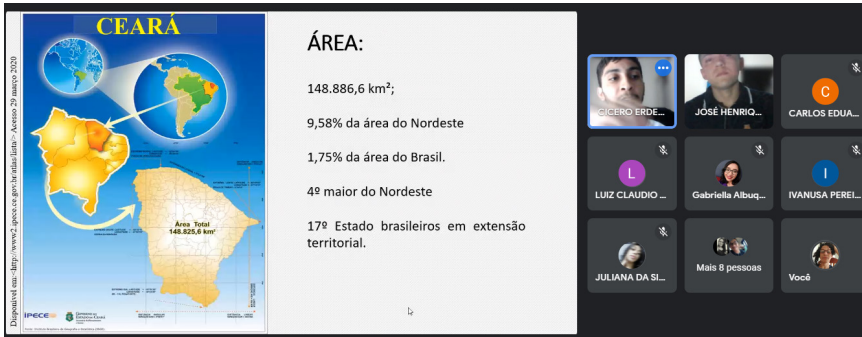 CEARÁ
Área Total
148.825,6 km²
IPECE
Disponível em:<http://www2.ipece.ce.gov.br/atlas/lista/> Acesso 29 março 2020
ÁREA:
148.886,6 km²;
9,58% da área do Nordeste
1,75% da área do Brasil.
4º maior do Nordeste
17º Estado brasileiros em extensão
territorial.
CICERO ERDE...
JOSÉ HENRIQ...
C
CARLOS EDUA...
L
LUIZ CLAUDIO ...
Gabriella Albuq...
I
IVANUSA PEREI...
JULIANA DA SI...
Mais 8 pessoas
Você